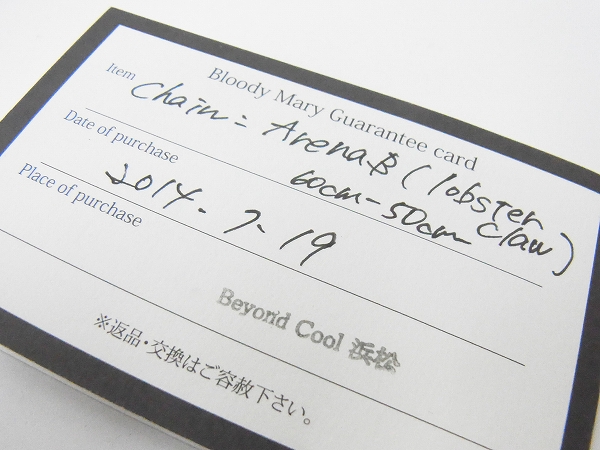 Bloody Mary Guarantee card
Item
Chain = Arena B (lobster claw)
60cm-50cm
Date of purchase
2014-7-19
Place of purchase
Beyond Cool 浜松
※返品・交換はご容赦下さい。